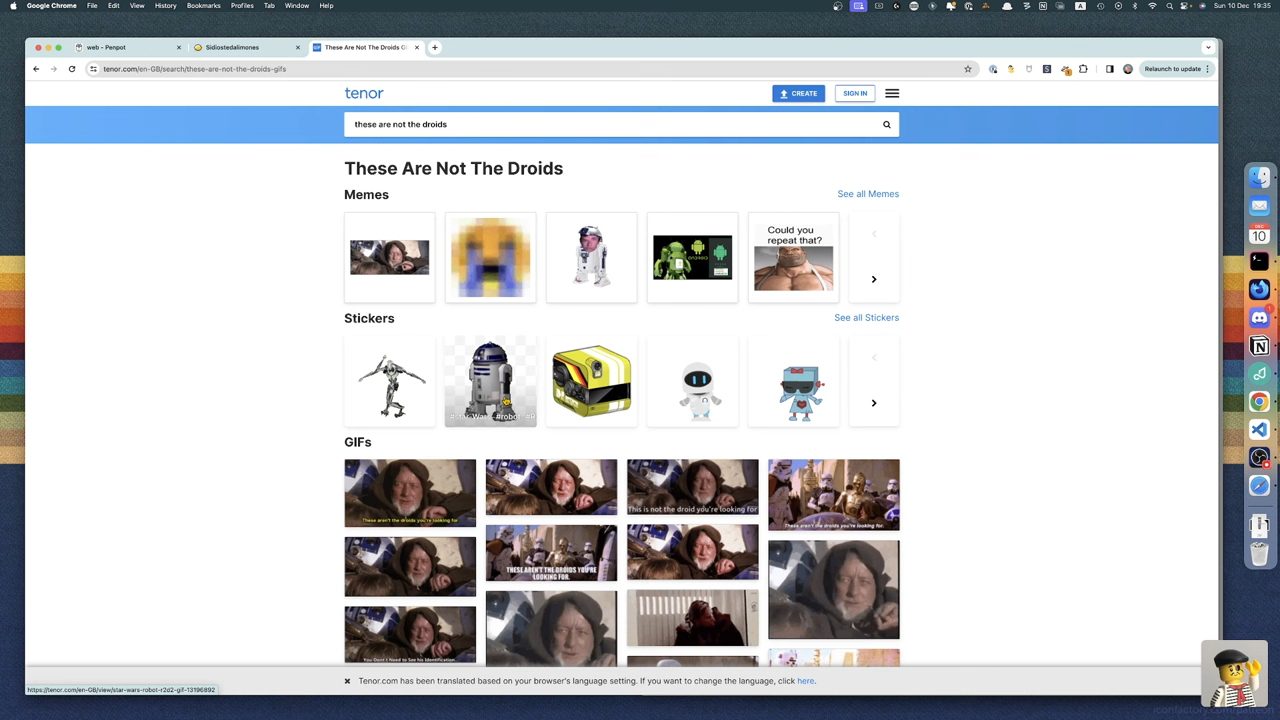 Google Chrome File Edit View History Bookmarks Profiles Tab Window Help
Sun 10 Dec 19:35
web – Penpot
Sidiostedalimones
These Are Not The Droids G
tenor.com/en-GB/search/these-are-not-the-droids-gifs
Relaunch to update
tenor
CREATE
SIGN IN
these are not the droids
These Are Not The Droids
Memes
See all Memes
Could you
repeat that?
Stickers
See all Stickers
#star-Wars #robot #R
GIFs
These aren't the droids you're looking for
This is not the droid you're looking for
These aren't the droids you're looking for.
THESE AREN'T THE DROIDS YOU'RE
LOOKING FOR.
You Don't Need to See his Identification...
Tenor.com has been translated based on your browser's language setting. If you want to change the language, click here.
https://tenor.com/en-GB/view/star-wars-robot-r2d2-gif-13196892
iconfactory.com/patreon